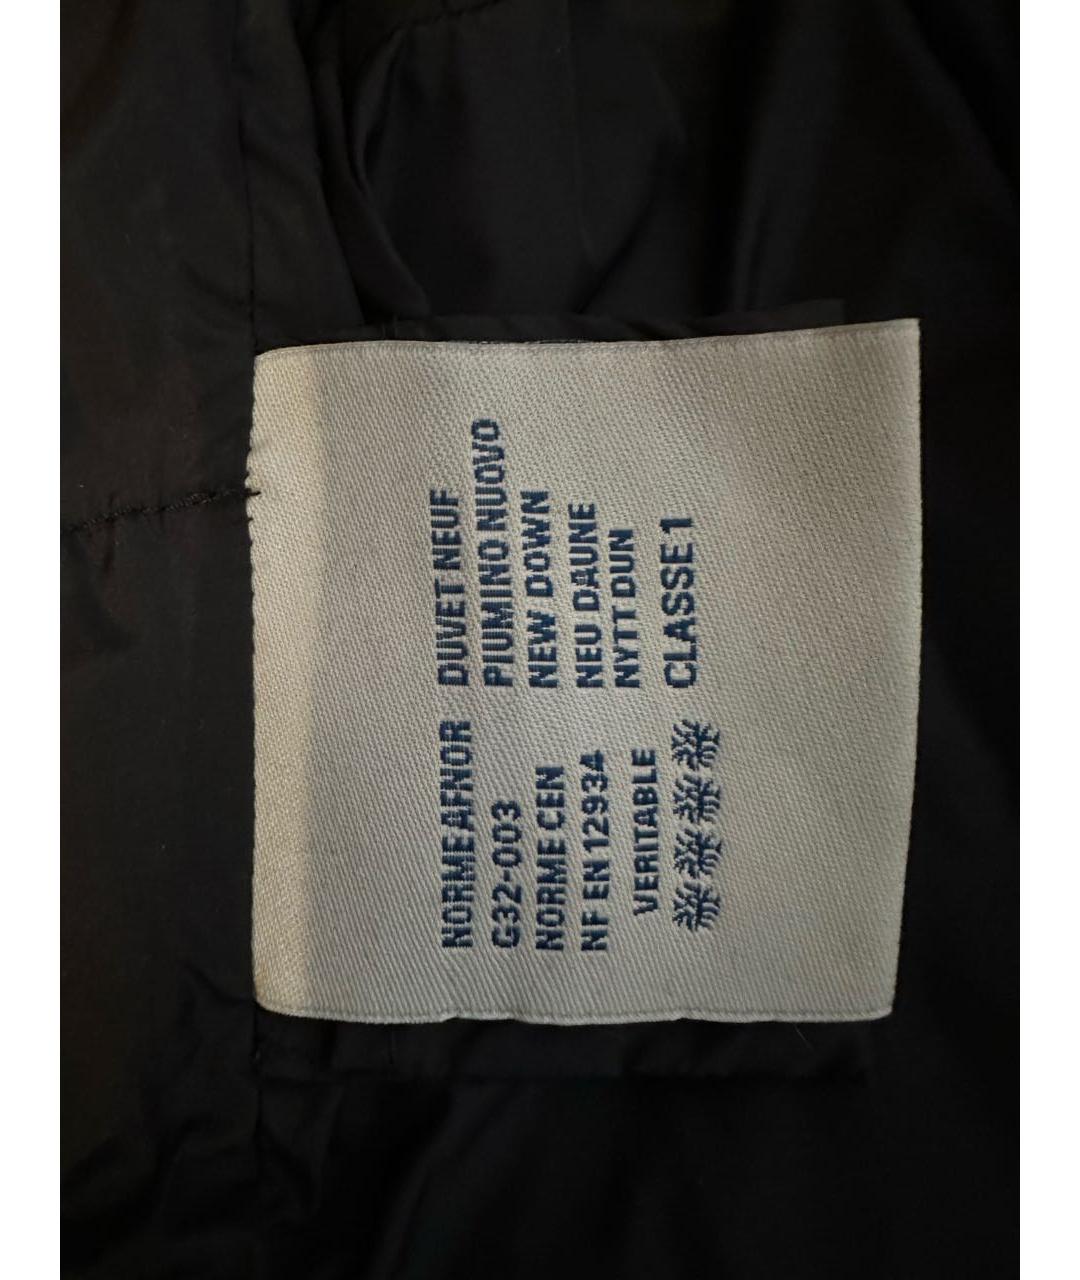 NORME AFNOR
G32-003
NORME CEN
NF EN 12934
VERITABLE
DUVET NEUF
PIUMINO NUOVO
NEW DOWN
NEU DAUNE
NYTT DUN
CLASSE 1